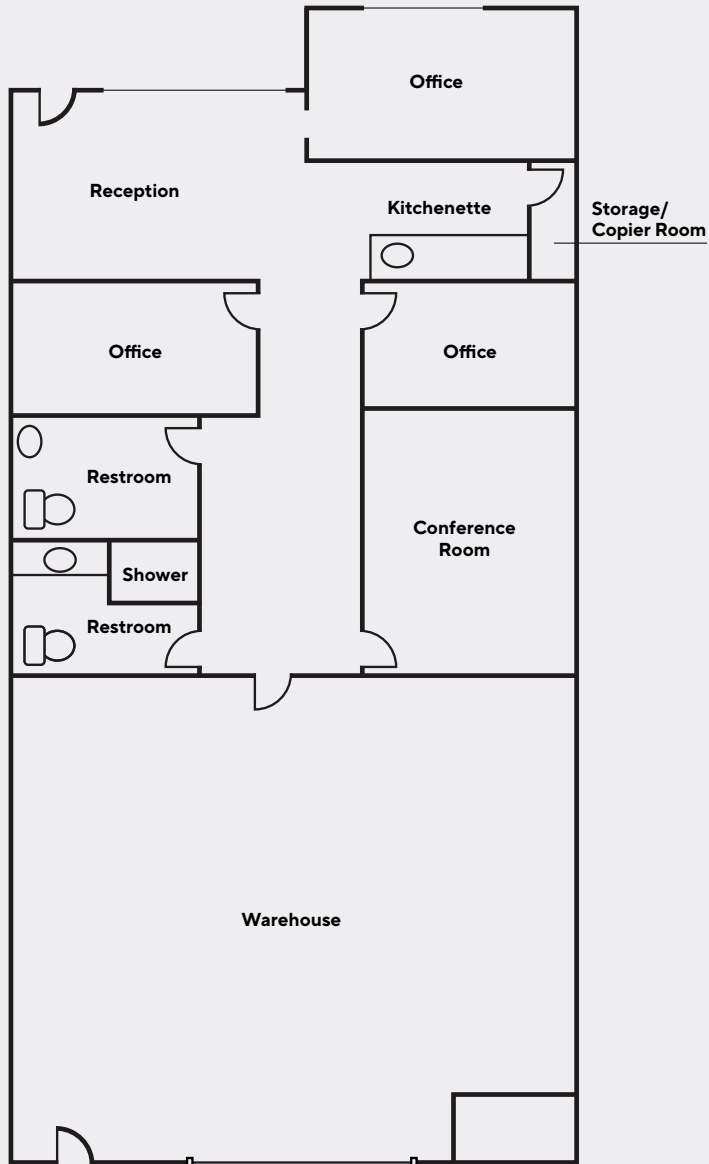 Office
Reception
Kitchenette
Storage/
Copier Room
Office
Office
Restroom
Conference
Room
Shower
Restroom
Warehouse